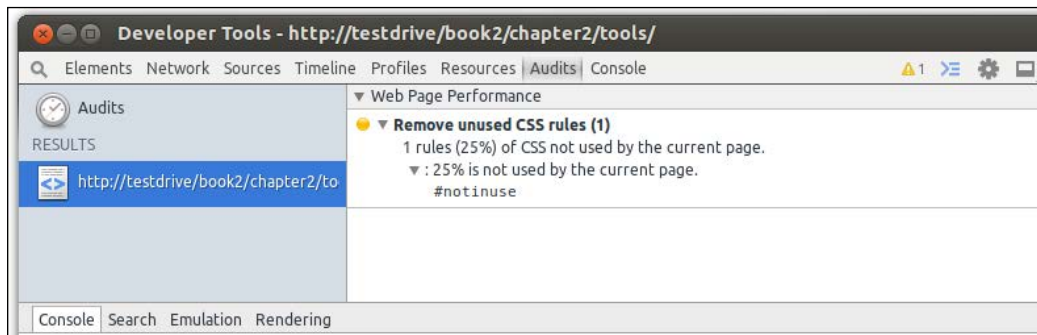 Developer Tools - http://testdrive/book2/chapter2/tools/
Elements Network Sources Timeline Profiles Resources Audits Console 1
Audits
RESULTS
http://testdrive/book2/chapter2/to
▼ Web Page Performance
▼ Remove unused CSS rules (1)
1 rules (25%) of CSS not used by the current page.
▼ : 25% is not used by the current page.
#notinuse
Console Search Emulation Rendering